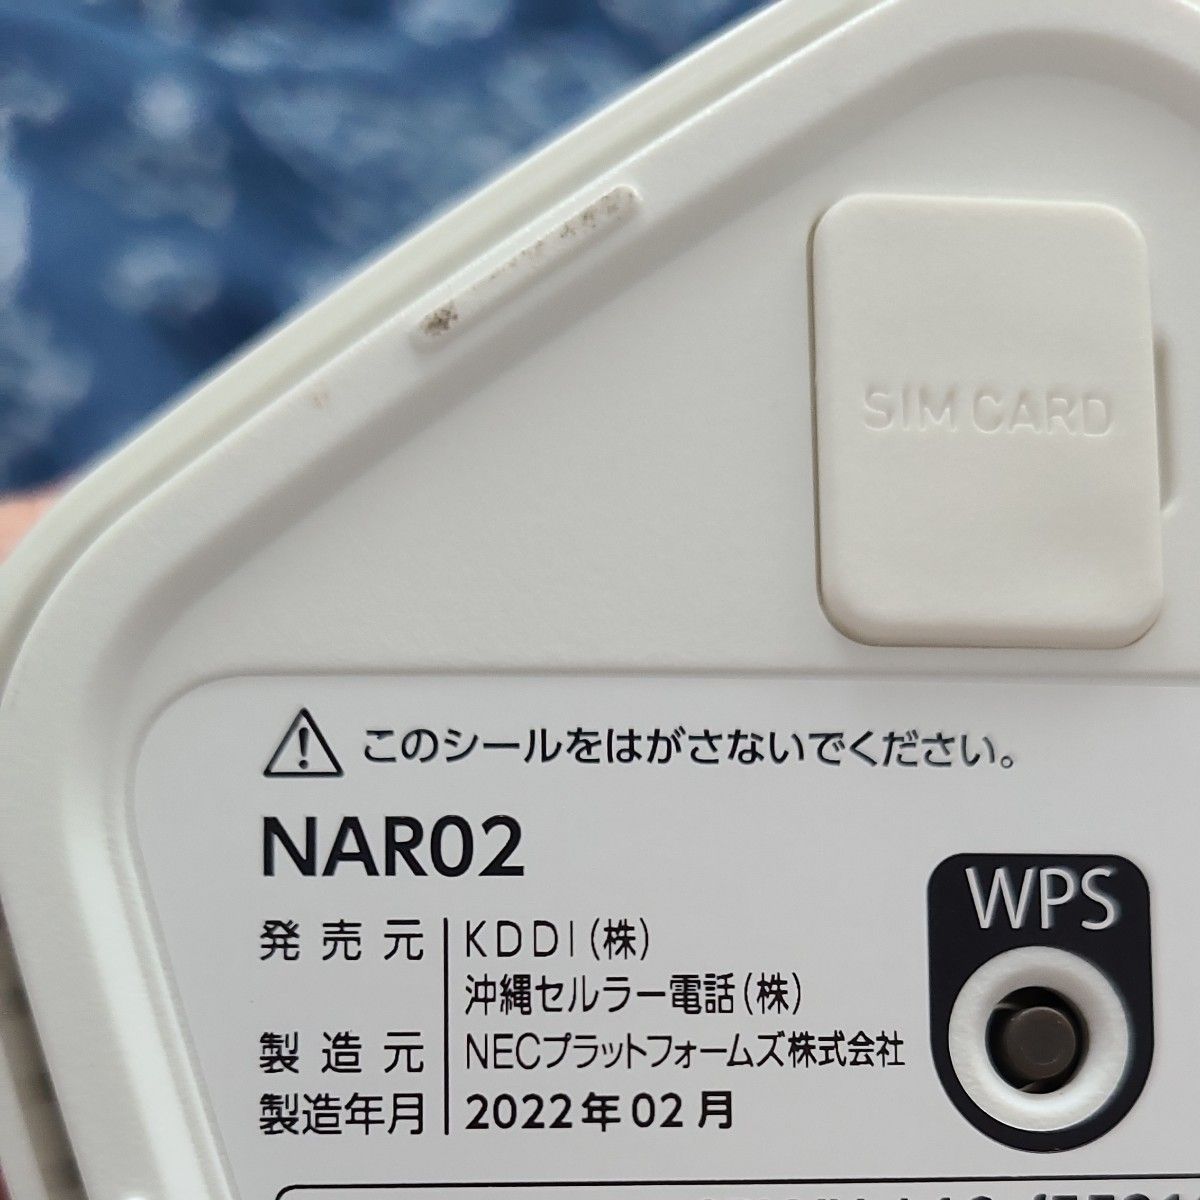 SIM CARD
このシールをはがさないでください。
NAR02
WPS
発売元 KDDI(株)
沖縄セルラー電話(株)
製造元 NECプラットフォームズ株式会社
製造年月 2022年02月